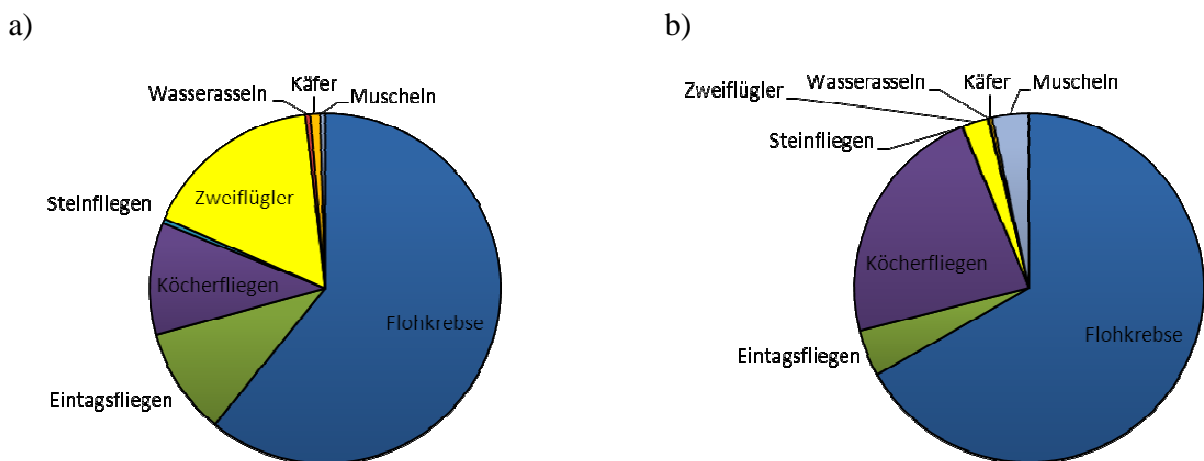 a)
Wasserasseln
Käfer
Muscheln
Steinfliegen
Zweiflügler
Köcherfliegen
Flohkrebse
Eintagsfliegen
b)
Zweiflügler
Wasserasseln
Käfer
Muscheln
Steinfliegen
Köcherfliegen
Flohkrebse
Eintagsfliegen